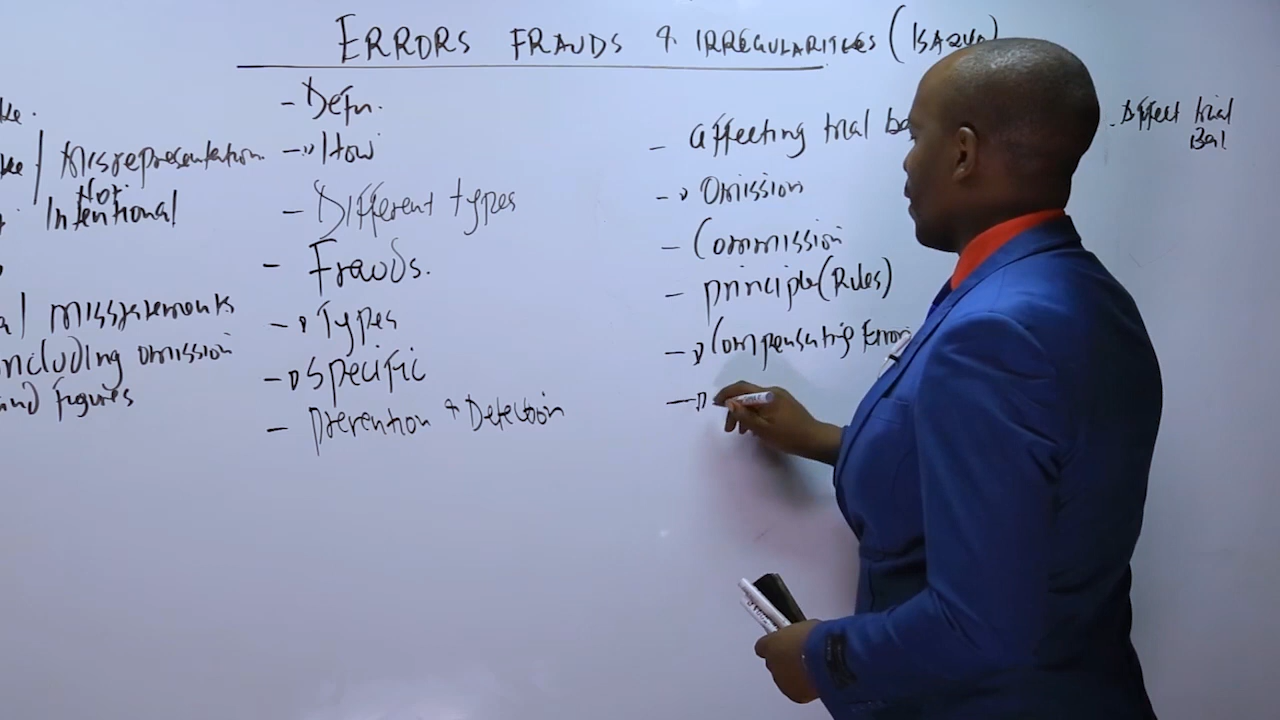 ERRORS FRAUDS & IRREGULARITIES (ISA240)
- Defn.
- How
- Different types
- Frauds.
- Types
- Specific
- Prevention & Detection
Misrepresentation.
Not
Intentional
misstatements
including omission
and figures
- affecting trial
- Omission
- Commission
- principle (Rules)
- Compensating Errors
- Affect trial
Bal